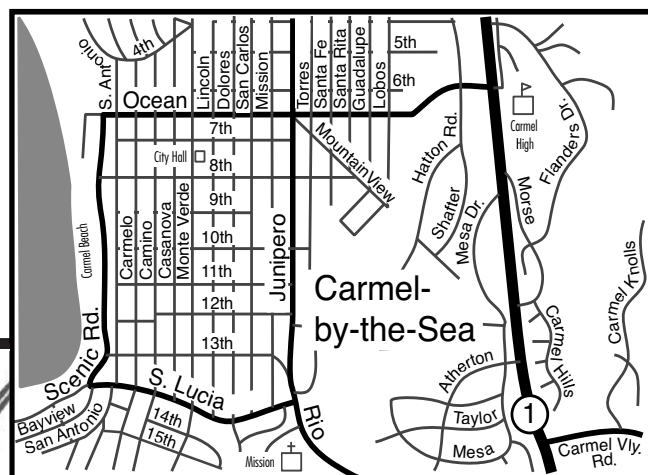 S. Antonio
4th
Lincoln
Dolores
San Carlos
Mission
Torres
Santa Fe
Santa Rita
Guadalupe
Lobos
5th
6th
Ocean
7th
City Hall
8th
Mountain View
Hatton Rd.
Shafter
Mesa Dr.
Carmel
High
Flanders Dr.
Morse
Carmel Beach
Carmelo
Camino
Casanova
Monte Verde
9th
10th
11th
12th
13th
Junipero
Carmel-
by-the-Sea
Scenic Rd.
S. Lucia
Bayview
San Antonio
14th
15th
Mission
Rio
Atherton
Taylor
Mesa
1
Carmel Hills
Carmel Knolls
Carmel Vly.
Rd.